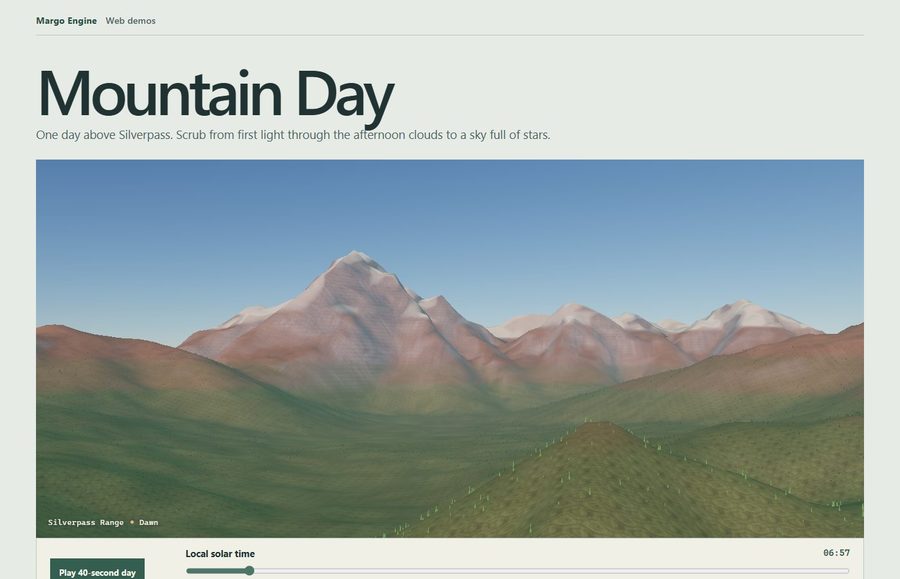 Margo Engine Web demos
Mountain Day
One day above Silverpass. Scrub from first light through the afternoon clouds to a sky full of stars.
Silverpass Range • Dawn
Local solar time 06:57
Play 40-second day